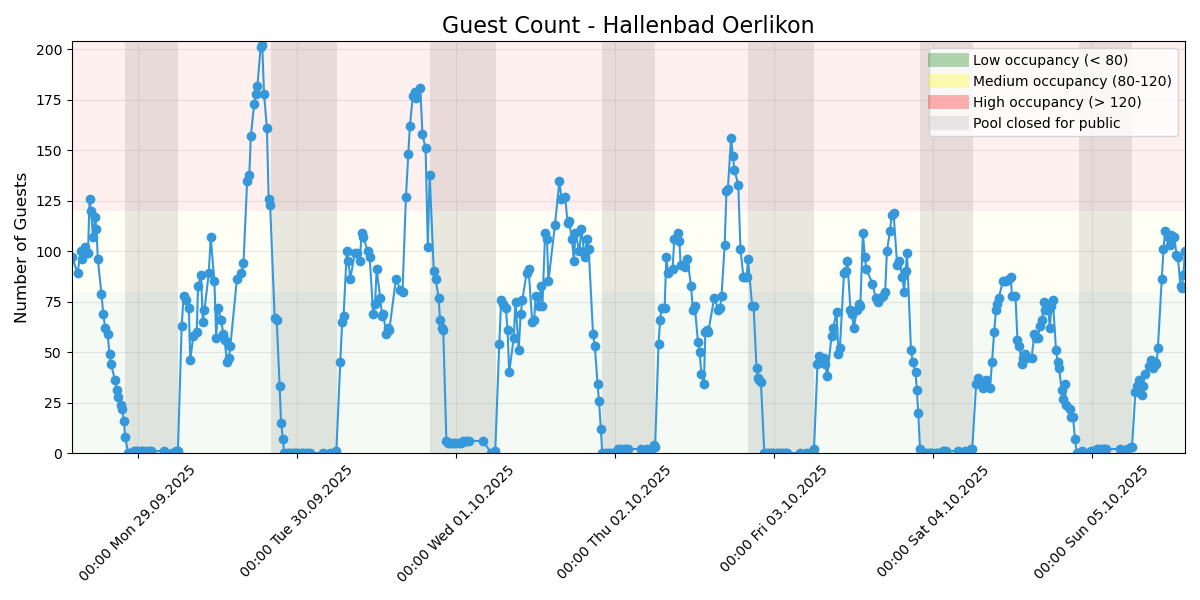 Guest Count - Hallenbad Oerlikon
Number of Guests
200
175
150
125
100
75
50
25
0
Low occupancy (< 80)
Medium occupancy (80-120)
High occupancy (> 120)
Pool closed for public
00:00 Mon 29.09.2025
00:00 Tue 30.09.2025
00:00 Wed 01.10.2025
00:00 Thu 02.10.2025
00:00 Fri 03.10.2025
00:00 Sat 04.10.2025
00:00 Sun 05.10.2025